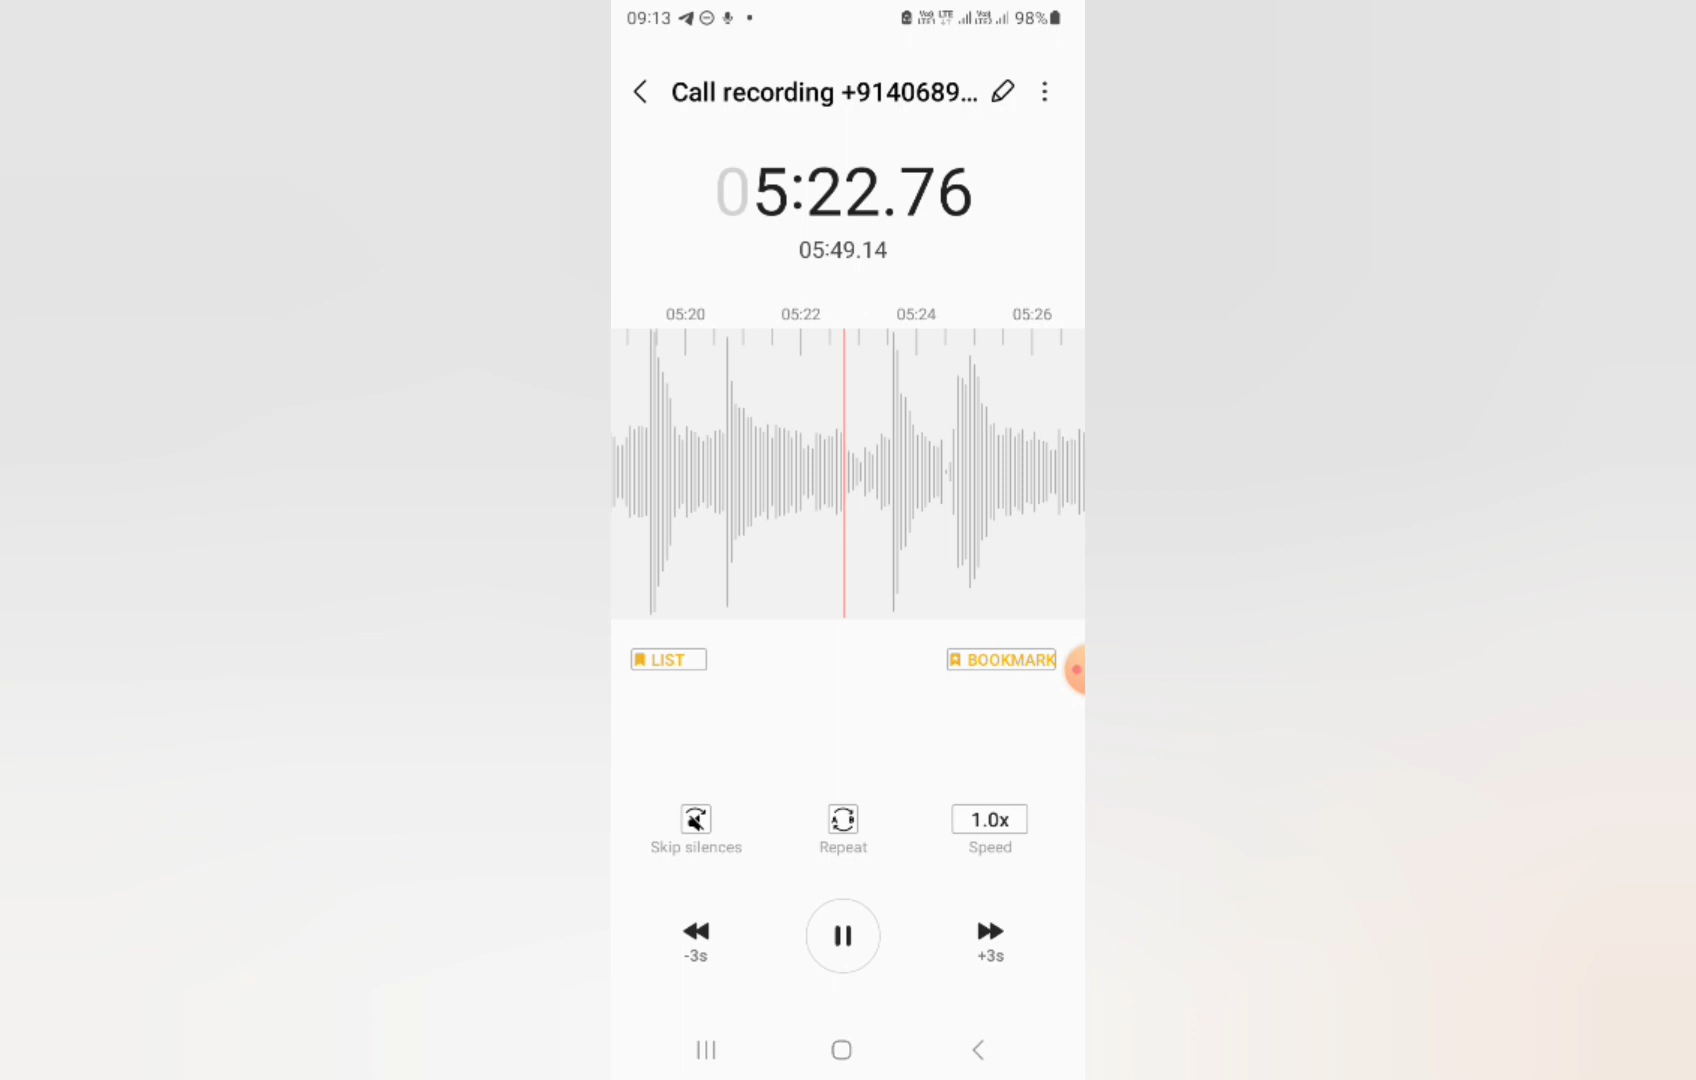 09:13 98%
Call recording +9140689...
05:22.76
05:49.14
05:20 05:22 05:24 05:26
LIST BOOKMARK
1.0x
Skip silences Repeat Speed
-3s +3s